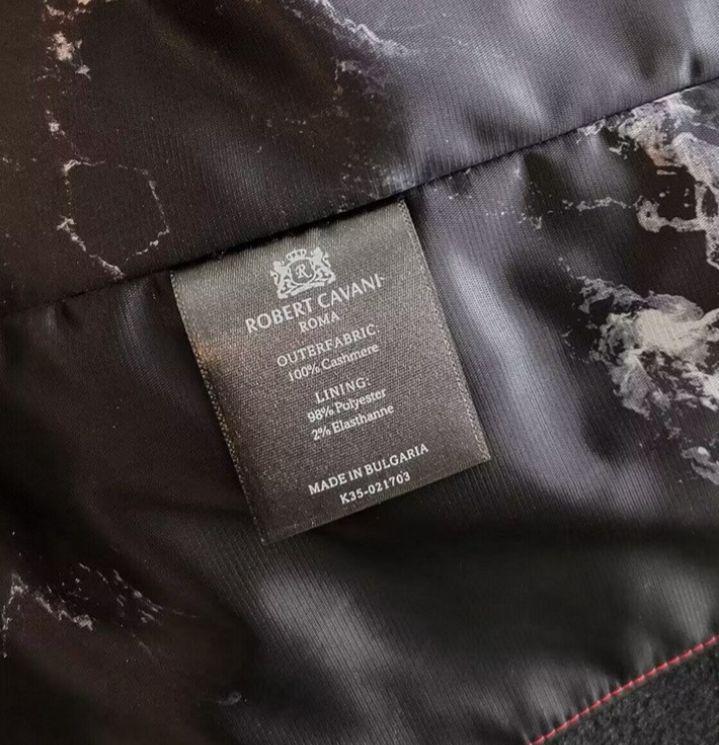 R
ROBERT CAVANI
ROMA
OUTERFABRIC:
100% Cashmere
LINING:
98% Polyester
2% Elasthanne
MADE IN BULGARIA
K35-021703